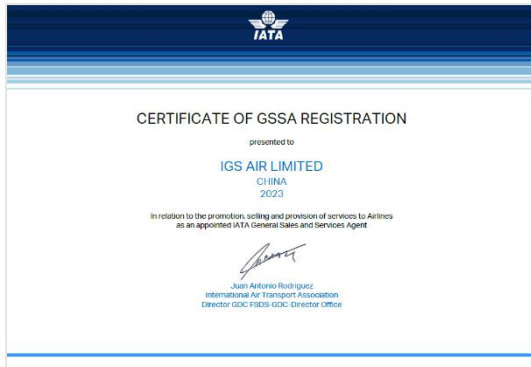 IATA
CERTIFICATE OF GSSA REGISTRATION
presented to
IGS AIR LIMITED
CHINA
2023
In relation to the promotion, selling and provision of services to Airlines
as an appointed IATA General Sales and Services Agent
Juan Antonio Rodriguez
International Air Transport Association
Director GDC FSDS-GDC-Director Office